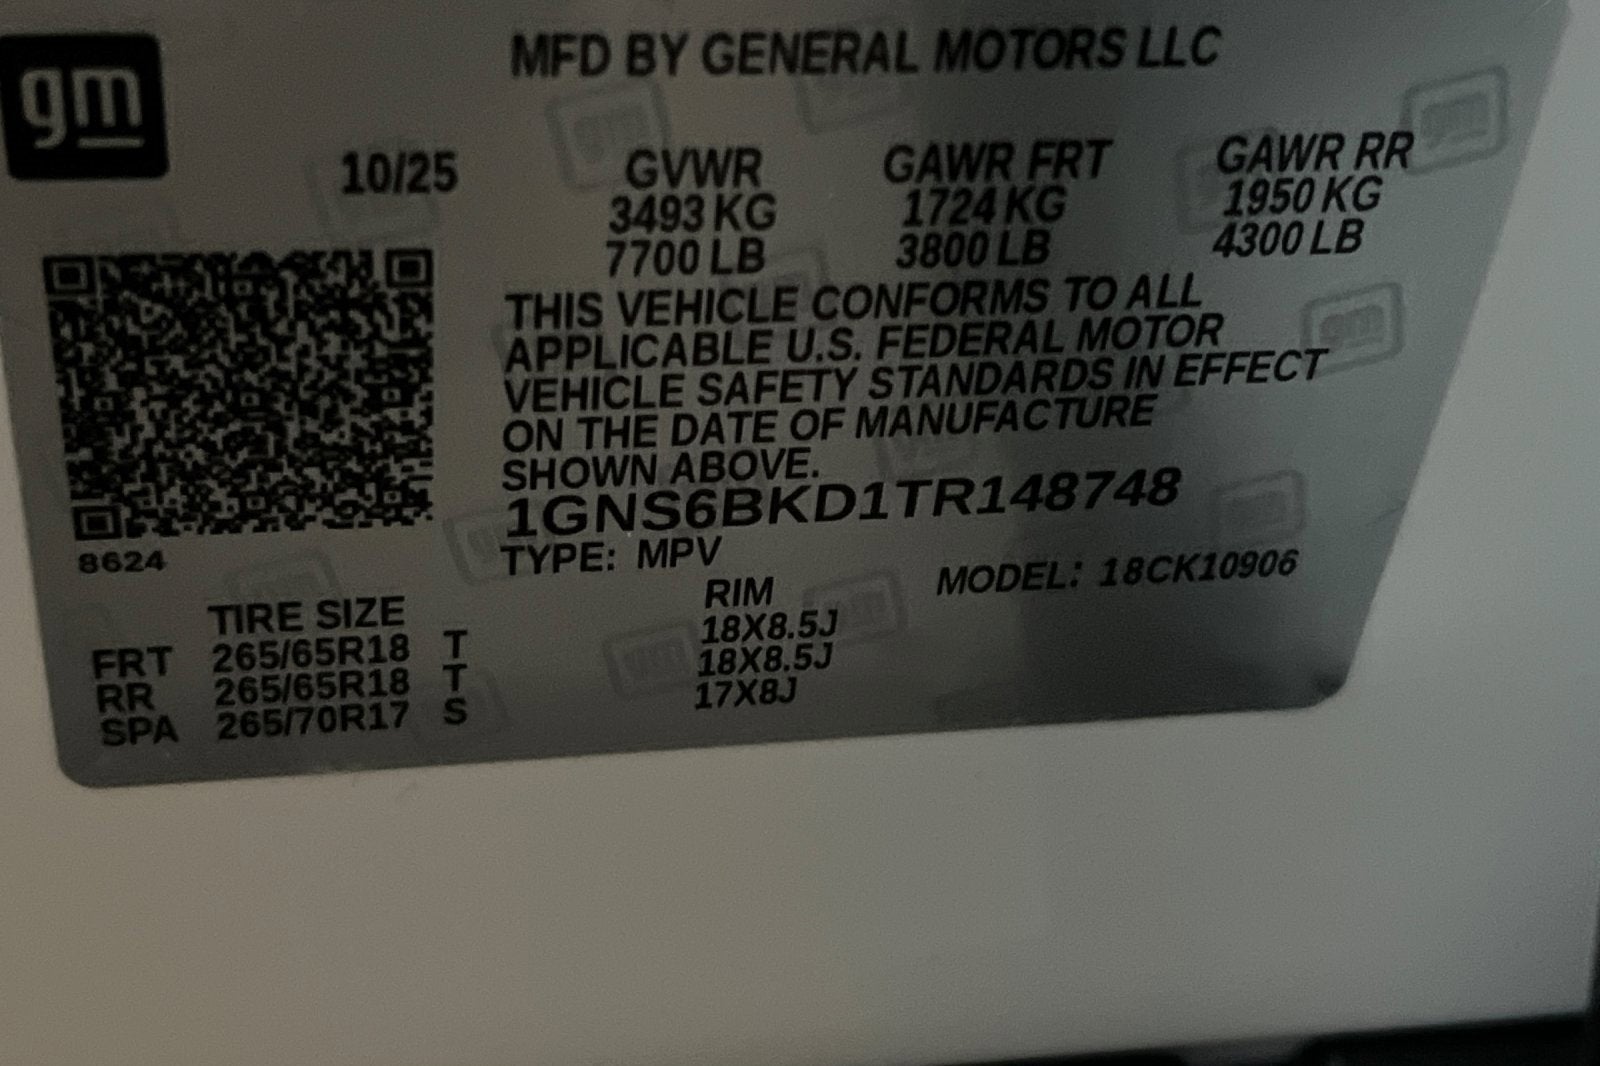 gm
MFD BY GENERAL MOTORS LLC
10/25 GVWR GAWR FRT GAWR RR
3493 KG 1724 KG 1950 KG
7700 LB 3800 LB 4300 LB
THIS VEHICLE CONFORMS TO ALL
APPLICABLE U.S. FEDERAL MOTOR
VEHICLE SAFETY STANDARDS IN EFFECT
ON THE DATE OF MANUFACTURE
SHOWN ABOVE.
1GNS6BKD1TR148748
8624
TYPE: MPV MODEL: 18CK10906
TIRE SIZE RIM
FRT 265/65R18 T 18X8.5J
RR 265/65R18 T 18X8.5J
SPA 265/70R17 S 17X8J